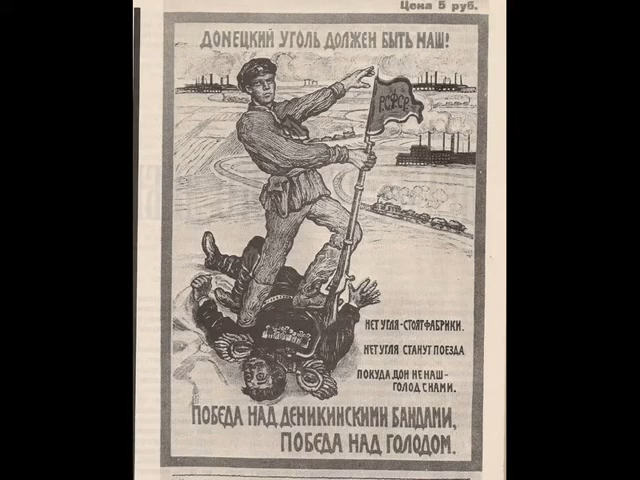 Цена 5 руб.
ДОНЕЦКИЙ УГОЛЬ ДОЛЖЕН БЫТЬ НАШ!
РСФСР
НЕТ УГЛЯ - СТОЯТ ФАБРИКИ.
НЕТ УГЛЯ СТАНУТ ПОЕЗДА
ПОКУДА ДОН НЕ НАШ -
ГОЛОД С НАМИ.
ПОБЕДА НАД ДЕНИКИНСКИМИ БАНДАМИ,
ПОБЕДА НАД ГОЛОДОМ.